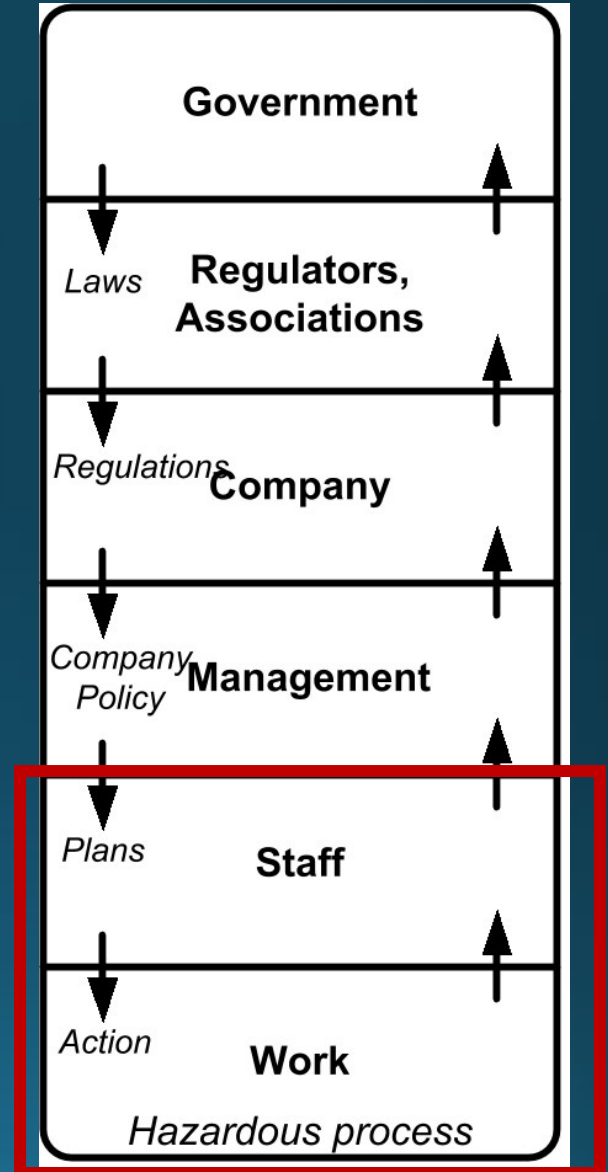 Government
Laws
Regulators,
Associations
Regulations
Company
Company
Policy
Management
Plans
Staff
Action
Work
Hazardous process